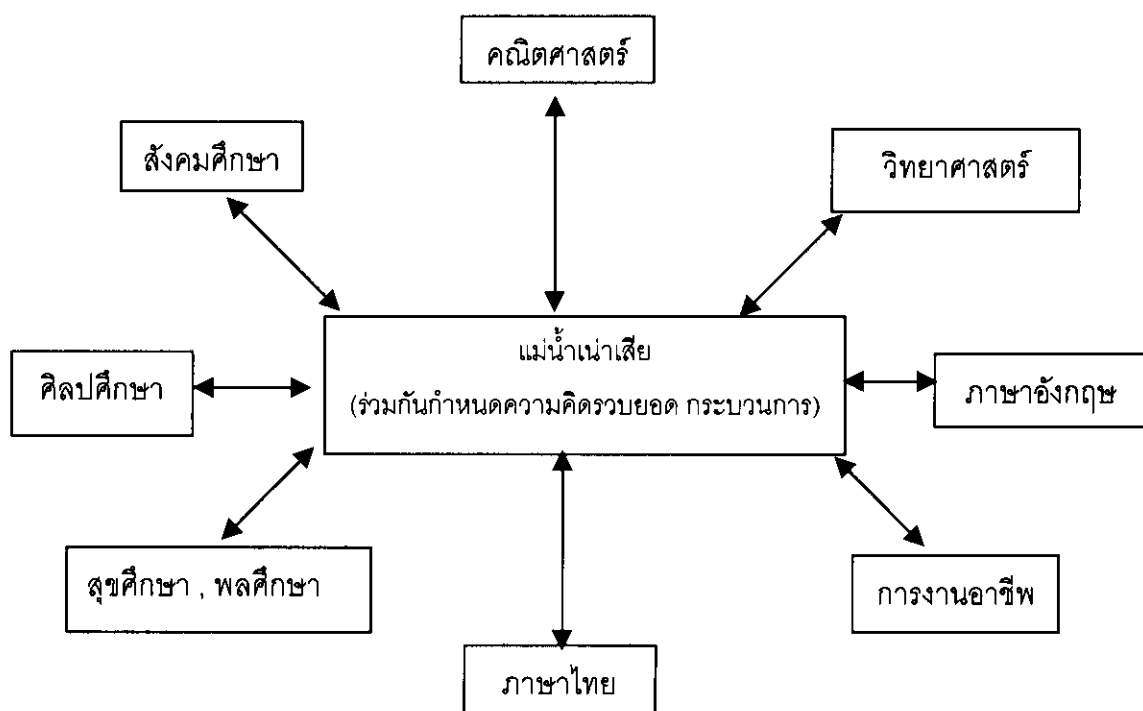 คณิตศาสตร์
สังคมศึกษา
วิทยาศาสตร์
แม่น้ำเน่าเสีย
(ร่วมกันกำหนดความคิดรวบยอด กระบวนการ)
ศิลปศึกษา
ภาษาอังกฤษ
สุขศึกษา , พลศึกษา
การงานอาชีพ
ภาษาไทย